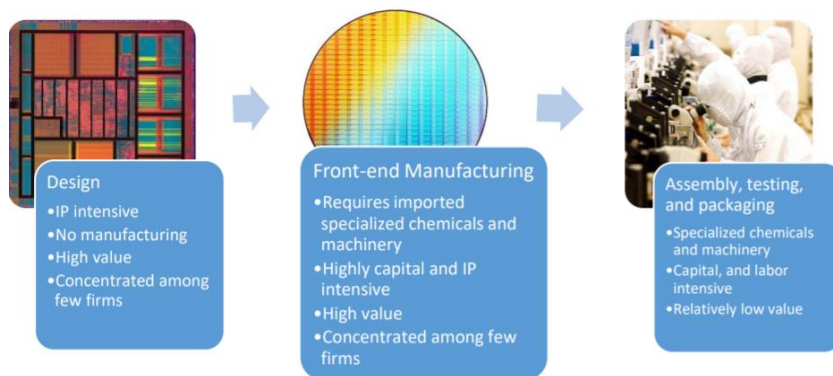 Design
•IP intensive
•No manufacturing
•High value
•Concentrated among
few firms
Front-end Manufacturing
•Requires imported
specialized chemicals and
machinery
•Highly capital and IP
intensive
•High value
•Concentrated among few
firms
Assembly, testing,
and packaging
•Specialized chemicals
and machinery
•Capital, and labor
intensive
•Relatively low value